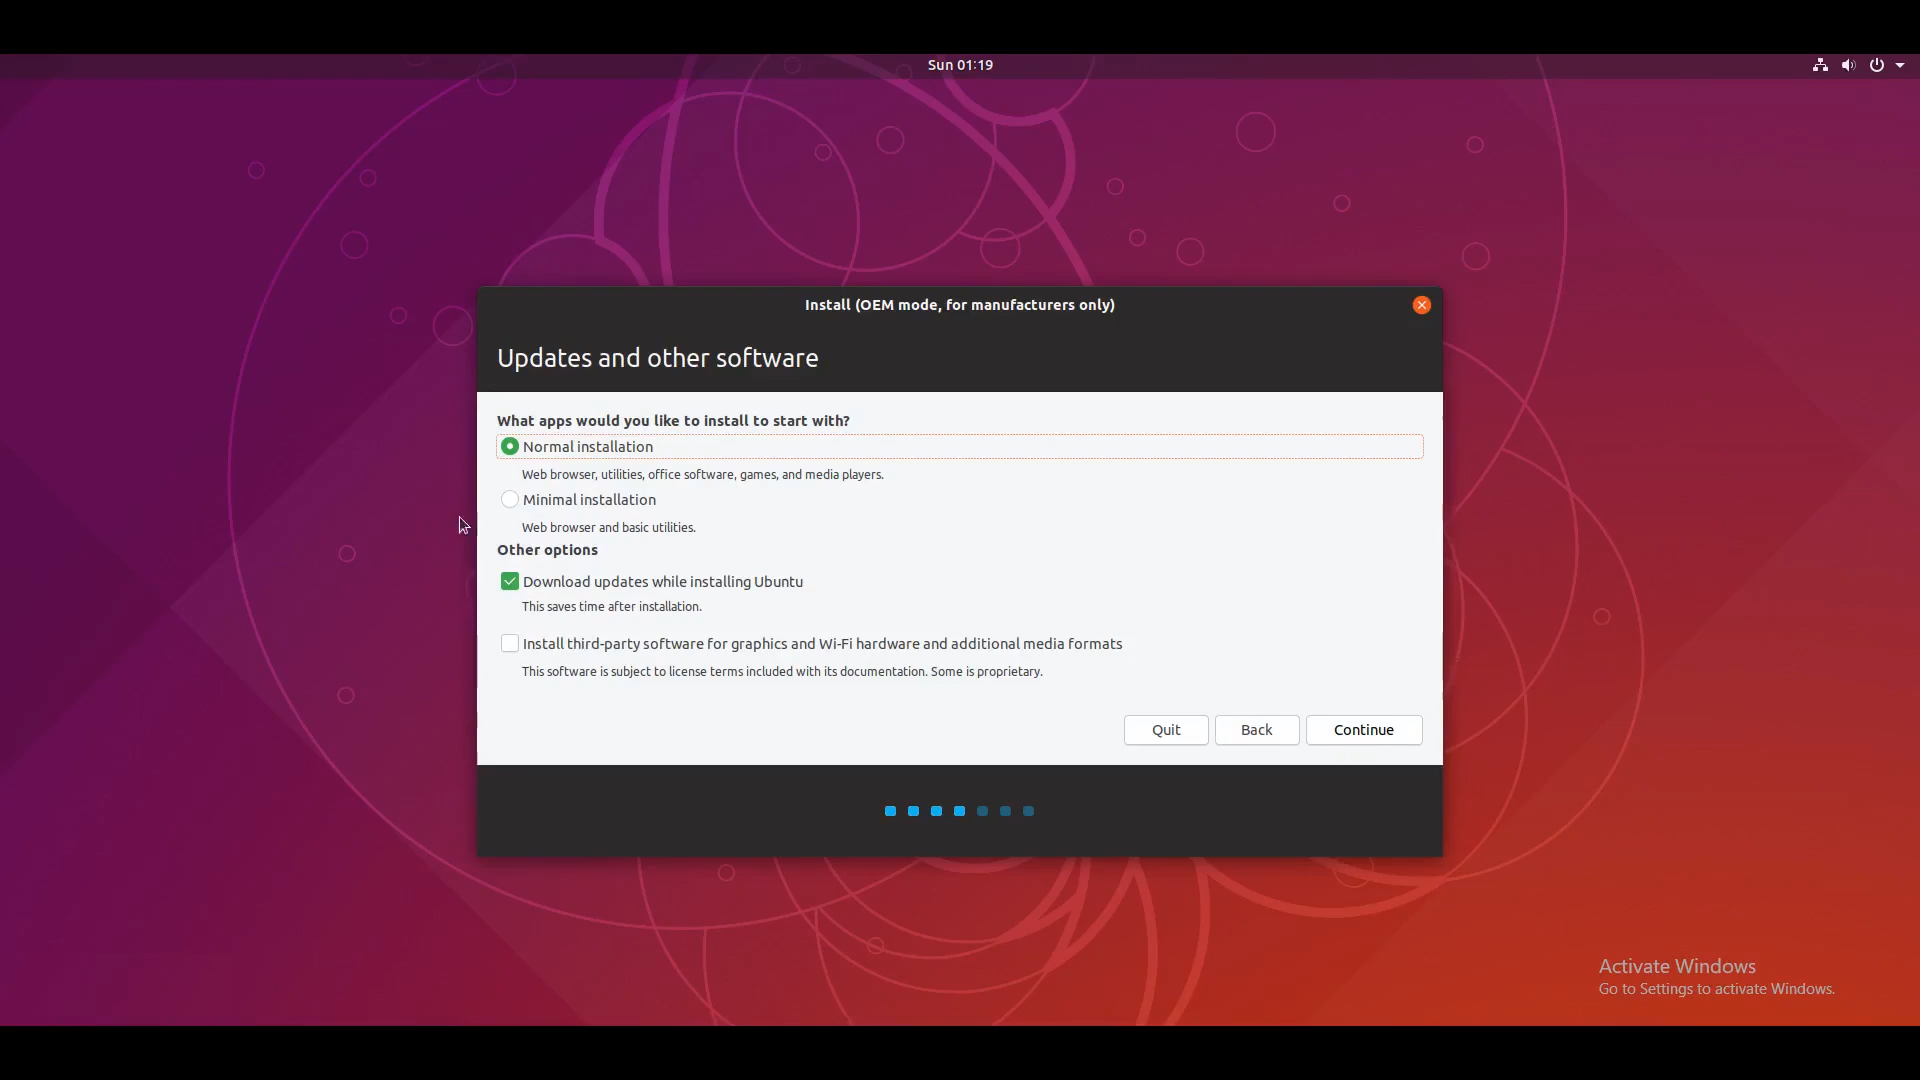 Sun 01:19
Install (OEM mode, for manufacturers only)
Updates and other software
What apps would you like to install to start with?
Normal installation
Web browser, utilities, office software, games, and media players.
Minimal installation
Web browser and basic utilities.
Other options
Download updates while installing Ubuntu
This saves time after installation.
Install third-party software for graphics and Wi-Fi hardware and additional media formats
This software is subject to license terms included with its documentation. Some is proprietary.
Quit Back Continue
Activate Windows
Go to Settings to activate Windows.